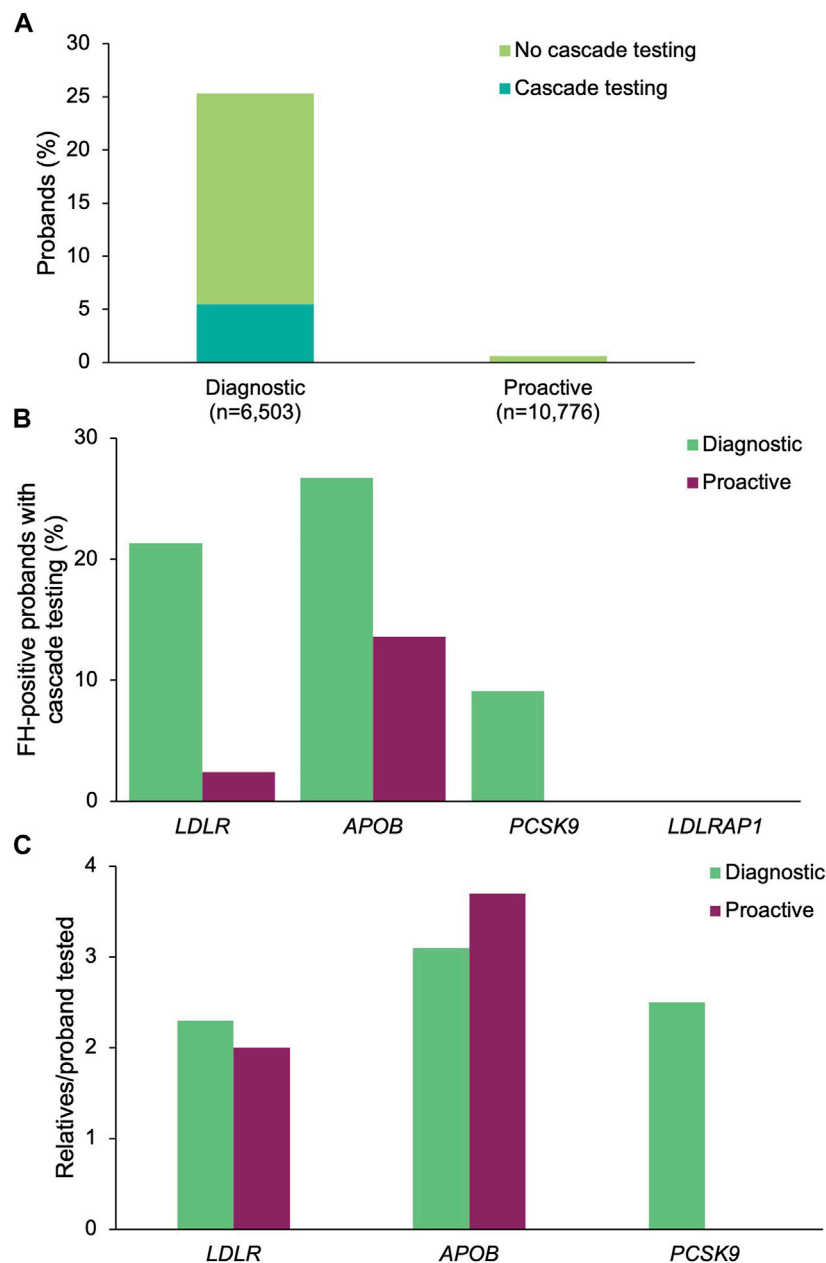 A
30
25
20
15
10
5
0
Probands (%)
No cascade testing
Cascade testing
Diagnostic
(n=6,503)
Proactive
(n=10,776)
B
30
20
10
0
FH-positive probands with
cascade testing (%)
Diagnostic
Proactive
LDLR
APOB
PCSK9
LDLRAP1
C
4
3
2
1
0
Relatives/proband tested
Diagnostic
Proactive
LDLR
APOB
PCSK9